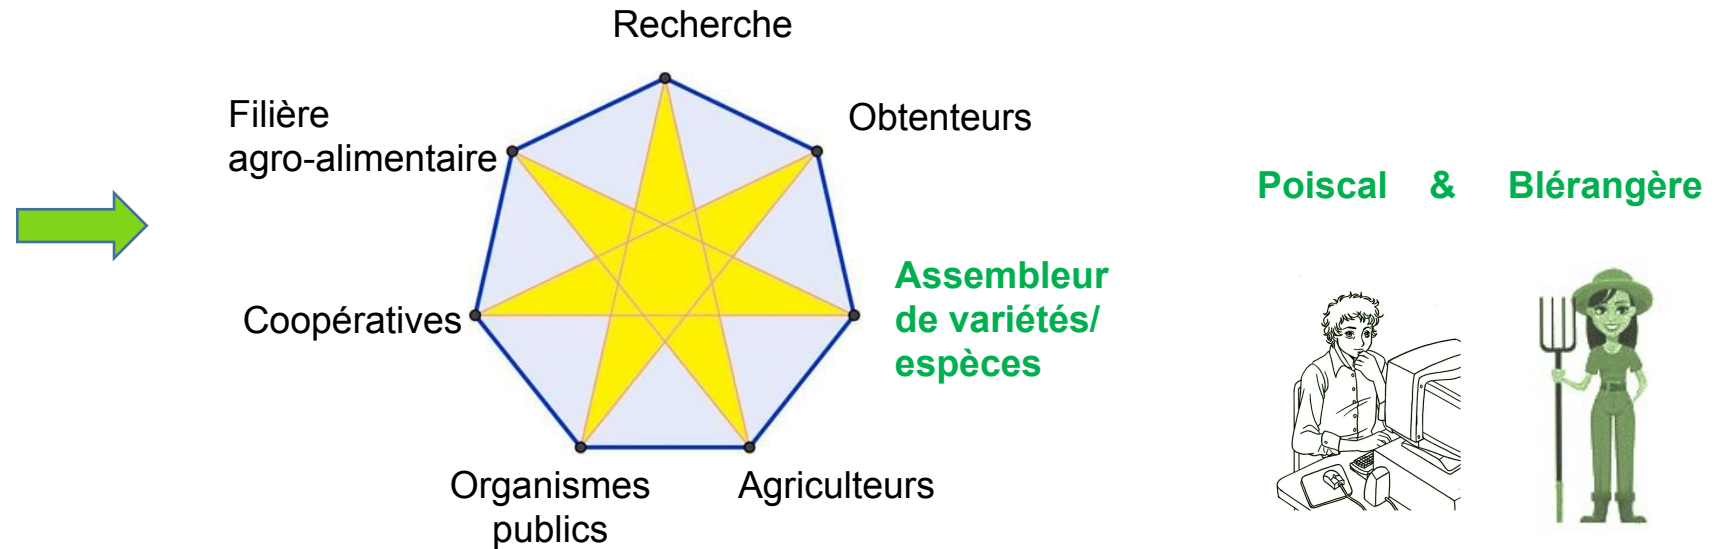 Recherche
Filière
agro-alimentaire
Obtenteurs
Poiscal & Blérangère
Coopératives
Assembleur
de variétés/
espèces
Organismes
publics
Agriculteurs